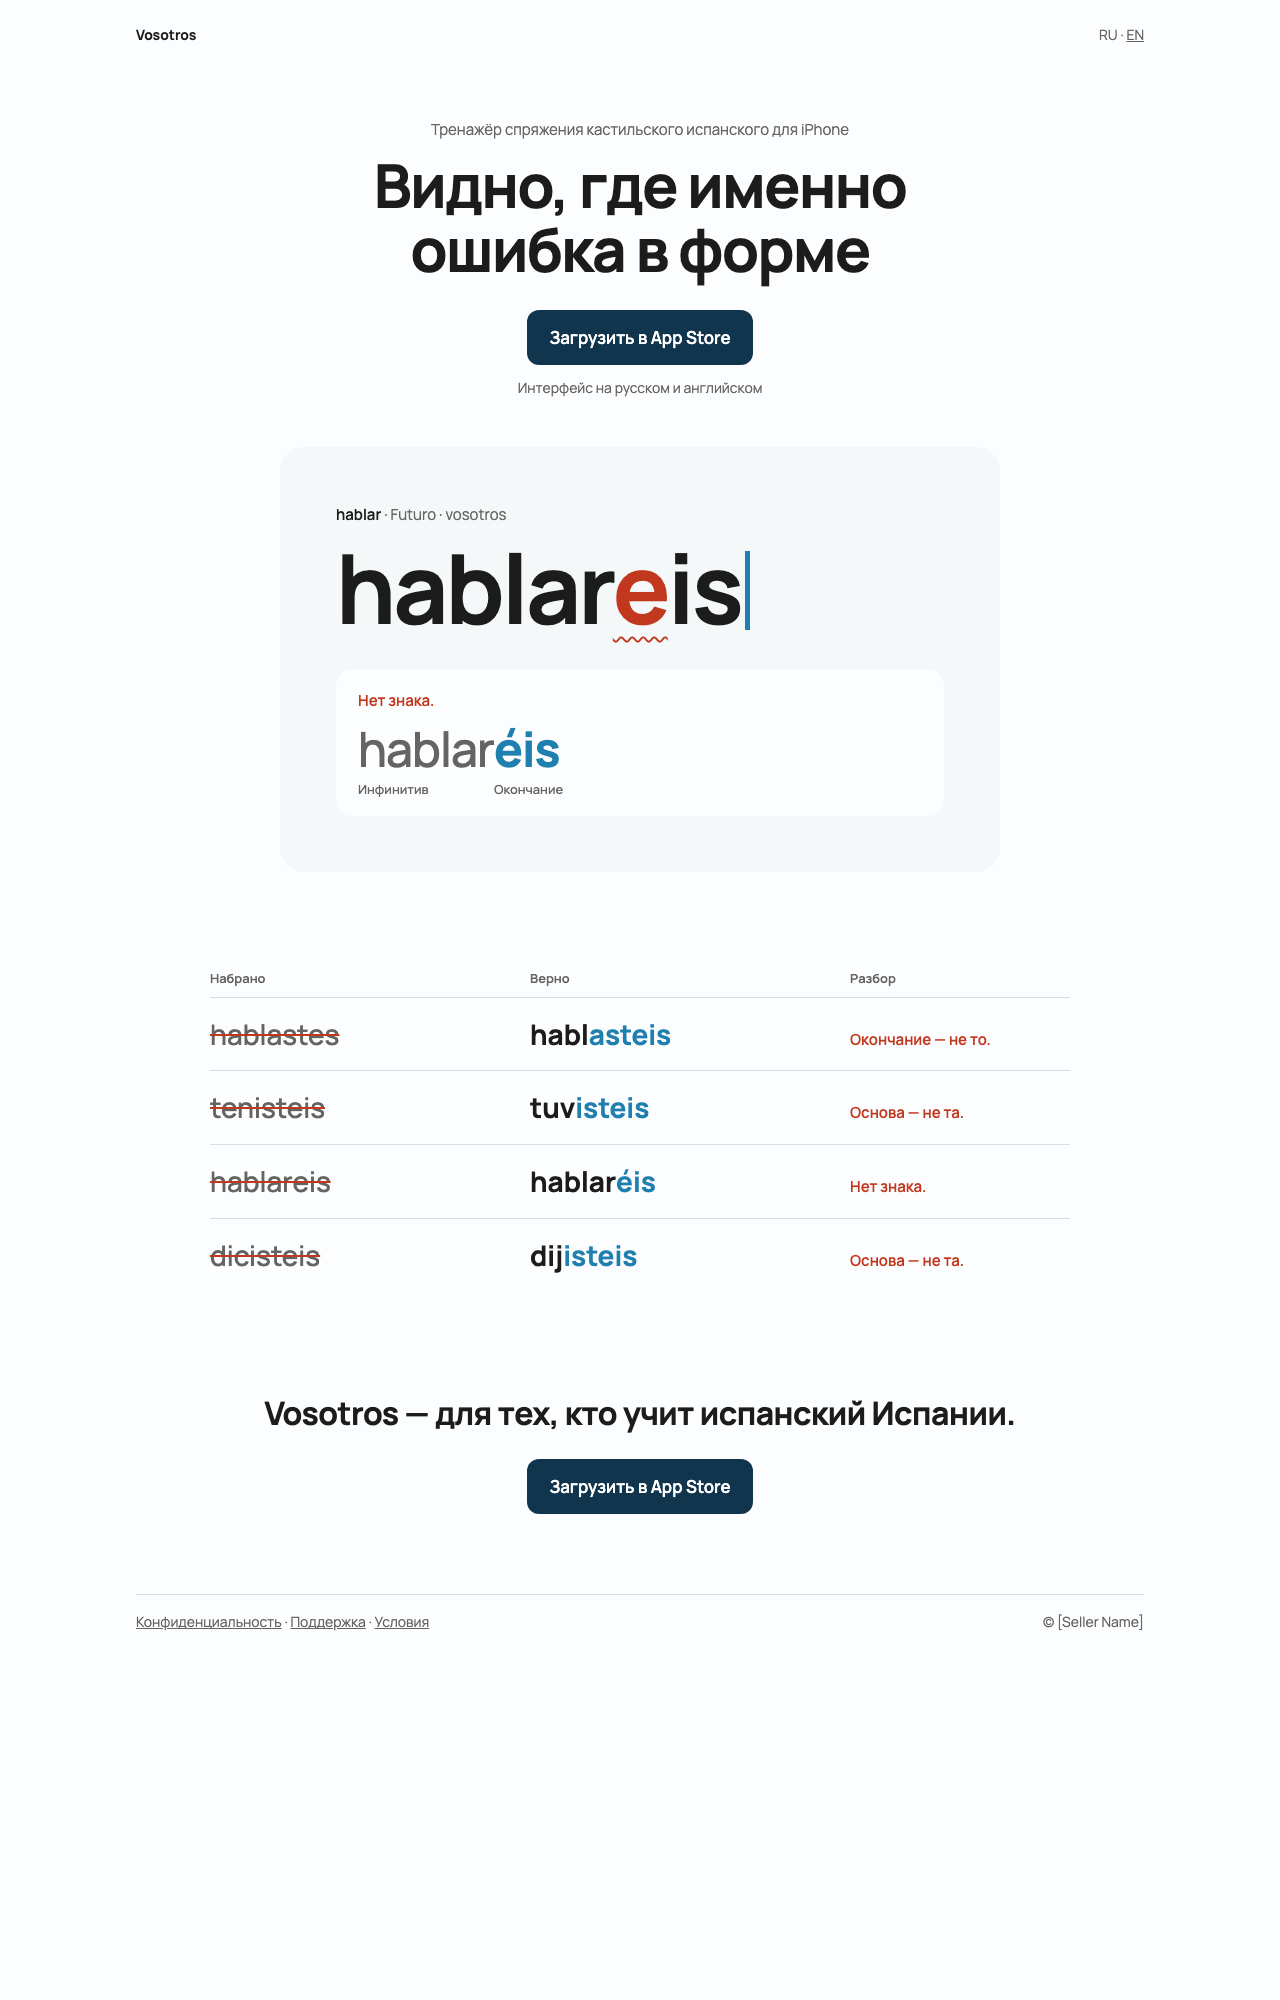 Vosotros
RU · EN
Тренажёр спряжения кастильского испанского для iPhone
Видно, где именно
ошибка в форме
Загрузить в App Store
Интерфейс на русском и английском
hablar · Futuro · vosotros
hablareis
Нет знака.
hablaréis
Инфинитив Окончание
Набрано Верно Разбор
hablastes hablasteis Окончание — не то.
tenisteis tuvisteis Основа — не та.
hablareis hablaréis Нет знака.
dicisteis dijisteis Основа — не та.
Vosotros — для тех, кто учит испанский Испании.
Загрузить в App Store
Конфиденциальность · Поддержка · Условия
© [Seller Name]